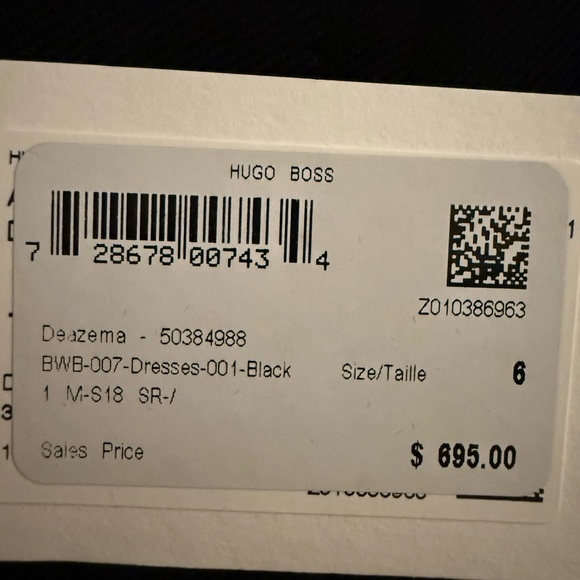 HUGO BOSS
7 28678 00743 4
Z010386963
Deazema - 50384988
BWB-007-Dresses-001-Black
Size/Taille 6
1 M-S18 SR-/
Sales Price $ 695.00